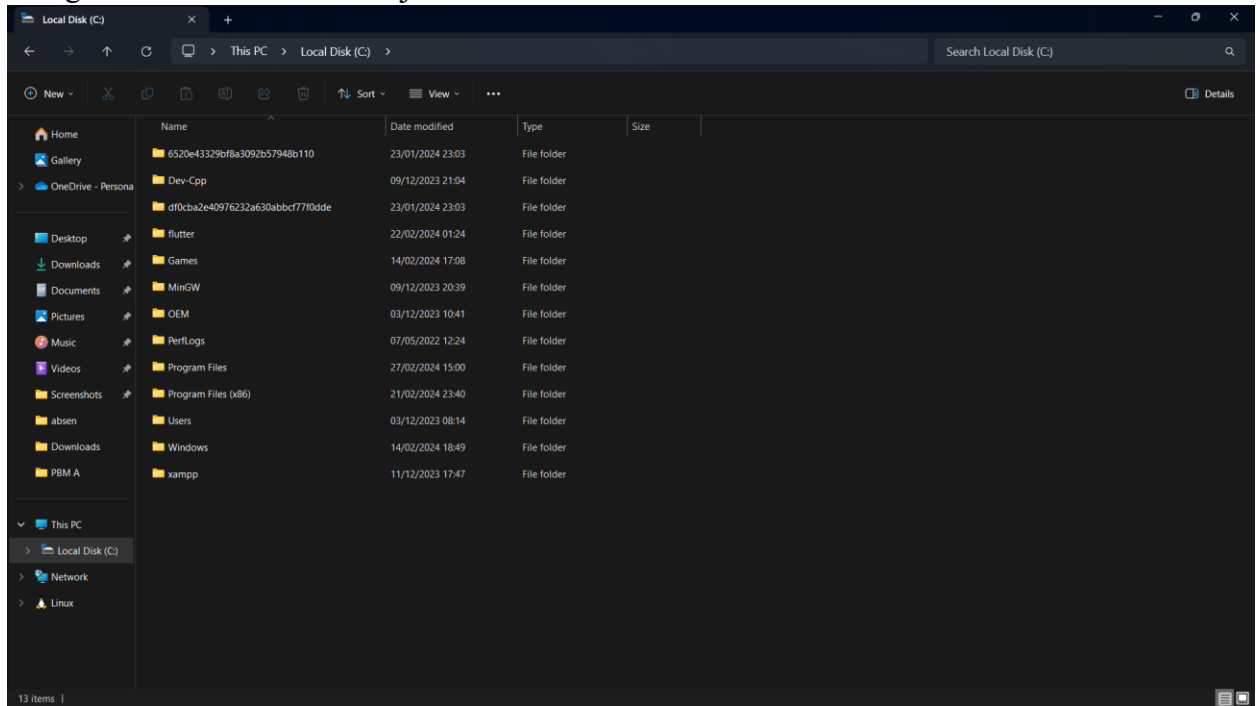 Local Disk (C:)
This PC > Local Disk (C:) >
Search Local Disk (C:)
New
Sort
View
Details
Name Date modified Type Size
Home
Gallery
OneDrive - Persona
Desktop
Downloads
Documents
Pictures
Music
Videos
Screenshots
absen
Downloads
PBM A
This PC
Local Disk (C:)
Network
Linux
6520e43329bf8a3092b57948b110 23/01/2024 23:03 File folder
Dev-Cpp 09/12/2023 21:04 File folder
df0cba2e40976232a630abbcf77f0dde 23/01/2024 23:03 File folder
flutter 22/02/2024 01:24 File folder
Games 14/02/2024 17:08 File folder
MinGW 09/12/2023 20:39 File folder
OEM 03/12/2023 10:41 File folder
PerfLogs 07/05/2022 12:24 File folder
Program Files 27/02/2024 15:00 File folder
Program Files (x86) 21/02/2024 23:40 File folder
Users 03/12/2023 08:14 File folder
Windows 14/02/2024 18:49 File folder
xampp 11/12/2023 17:47 File folder
13 items